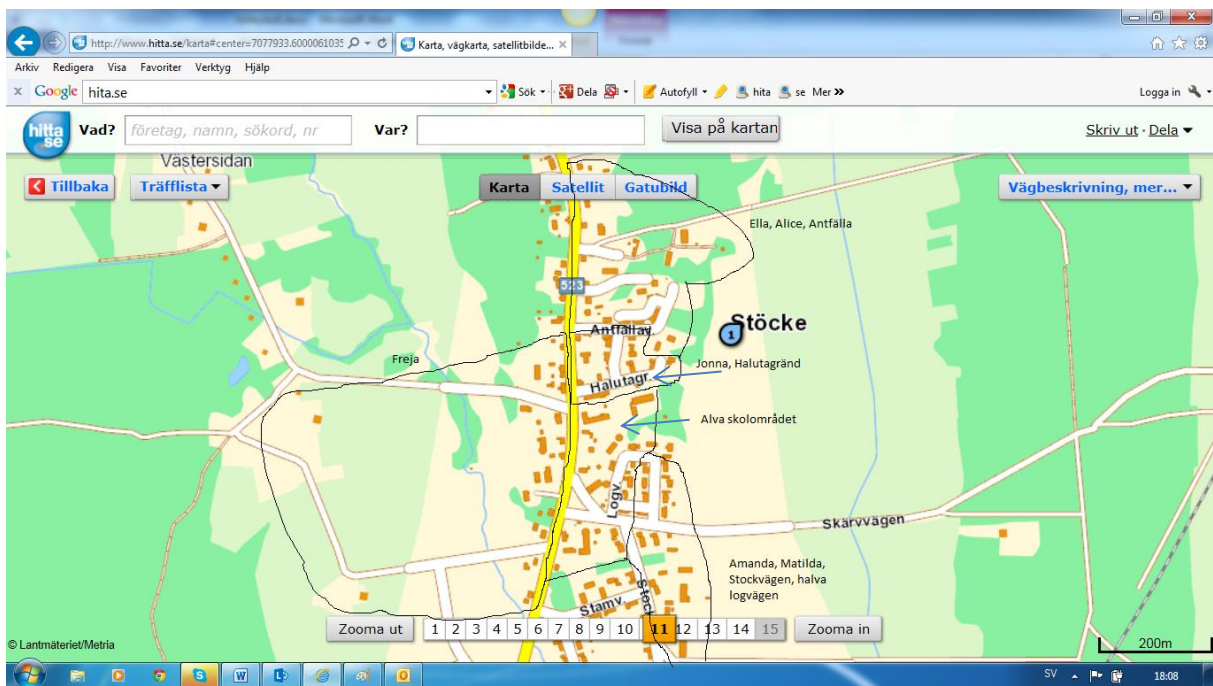 http://www.hitta.se/karta#center=7077933.6000061035
Karta, vägkarta, satellitbilde...
Arkiv Redigera Visa Favoriter Verktyg Hjälp
x Google hita.se Sök Dela Autofyll hita se Mer Logga in
hitta se Vad? företag, namn, sökord, nr Var? Visa på kartan Skriv ut · Dela
Västersidan
Tillbaka Träfflista Karta Satellit Gatubild Vägbeskrivning, mer...
Ella, Alice, Antfälla
523
Antfällav.
1 Stöcke
Freja
Jonna, Halutagränd
Halutagr.
Alva skolområdet
Logv.
Skärvvägen
Amanda, Matilda,
Stockvägen, halva
logvägen
Stamv.
Stock
Zooma ut 1 2 3 4 5 6 7 8 9 10 11 12 13 14 15 Zooma in
200m
© Lantmäteriet/Metria
SV 18:08